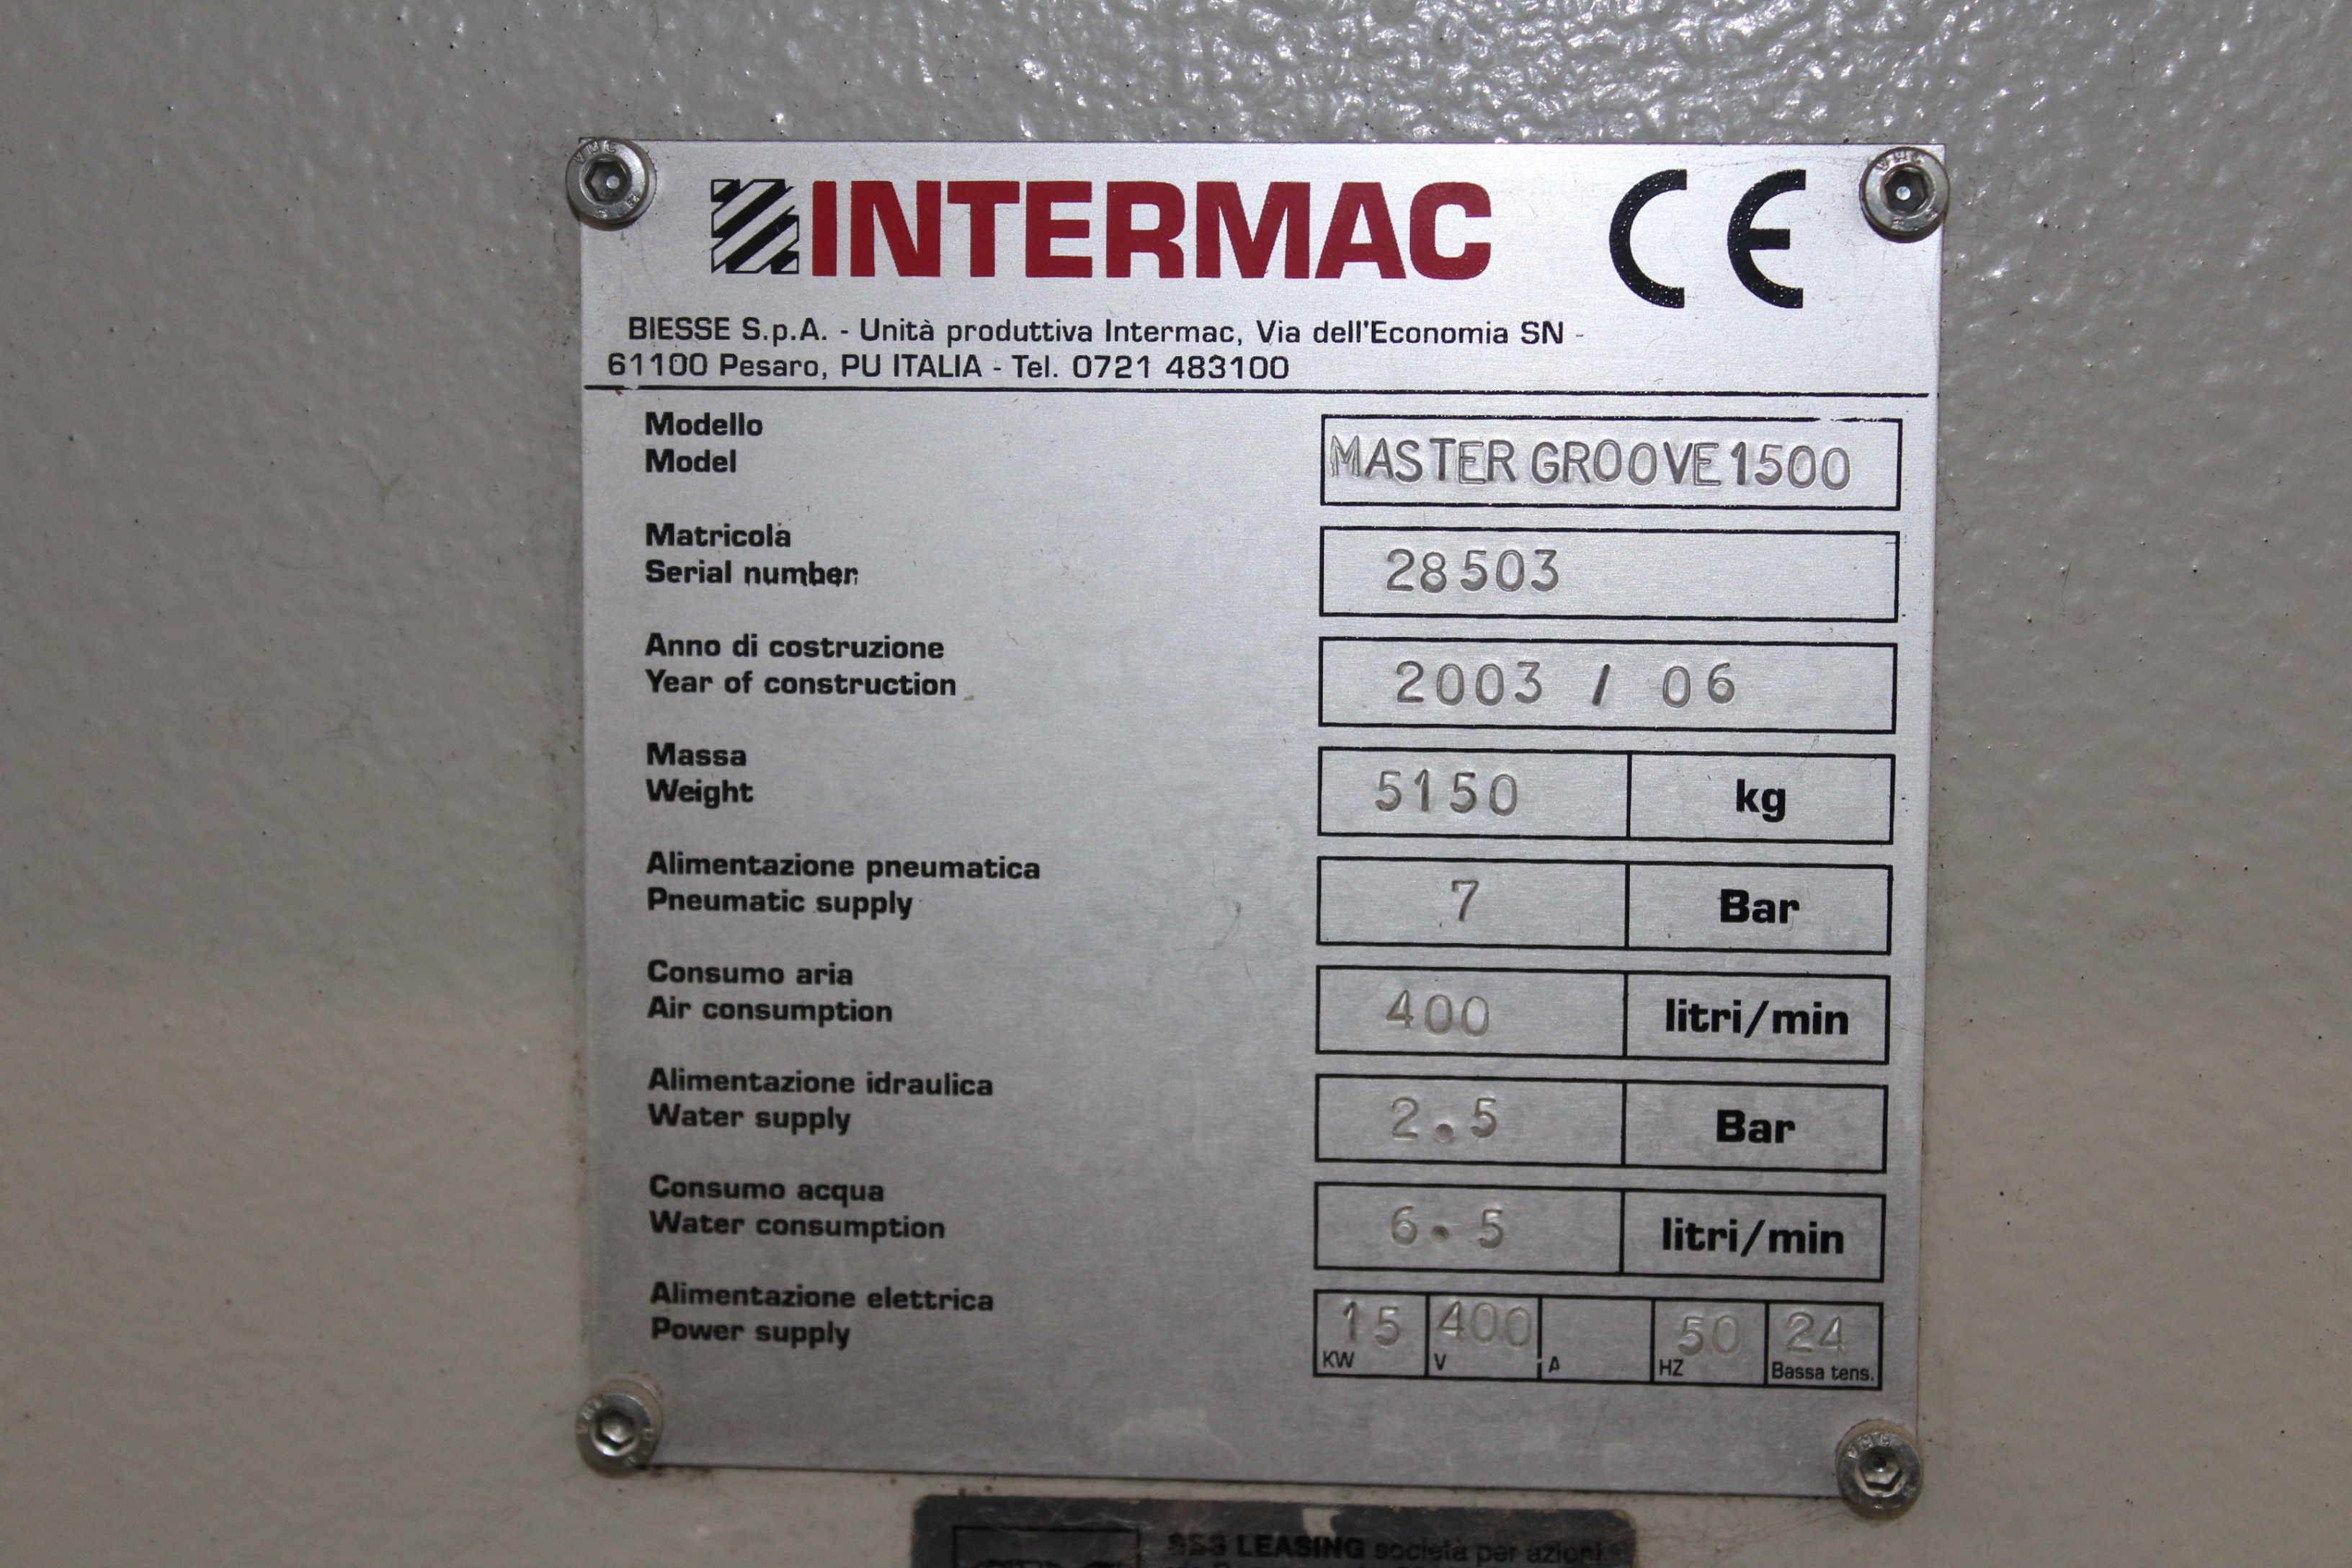 INTERMAC CE
BIESSE S.p.A. - Unità produttiva Intermac, Via dell'Economia SN -
61100 Pesaro, PU ITALIA - Tel. 0721 483100
Modello
Model
MASTER GROOVE 1500
Matricola
Serial number
28503
Anno di costruzione
Year of construction
2003 / 06
Massa
Weight
5150 kg
Alimentazione pneumatica
Pneumatic supply
7 Bar
Consumo aria
Air consumption
400 litri/min
Alimentazione idraulica
Water supply
2.5 Bar
Consumo acqua
Water consumption
6.5 litri/min
Alimentazione elettrica
Power supply
15 400 50 24
KW V A HZ Bassa tens.
LEASING società per azioni